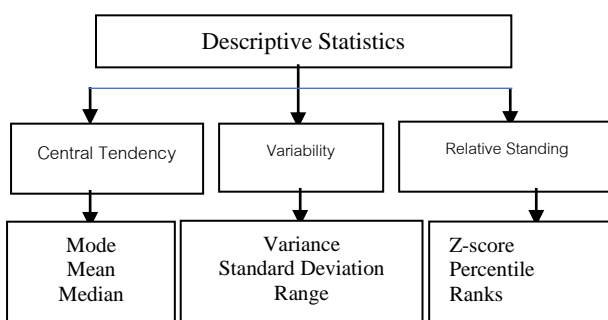 Descriptive Statistics
Central Tendency
Variability
Relative Standing
Mode
Mean
Median
Variance
Standard Deviation
Range
Z-score
Percentile
Ranks